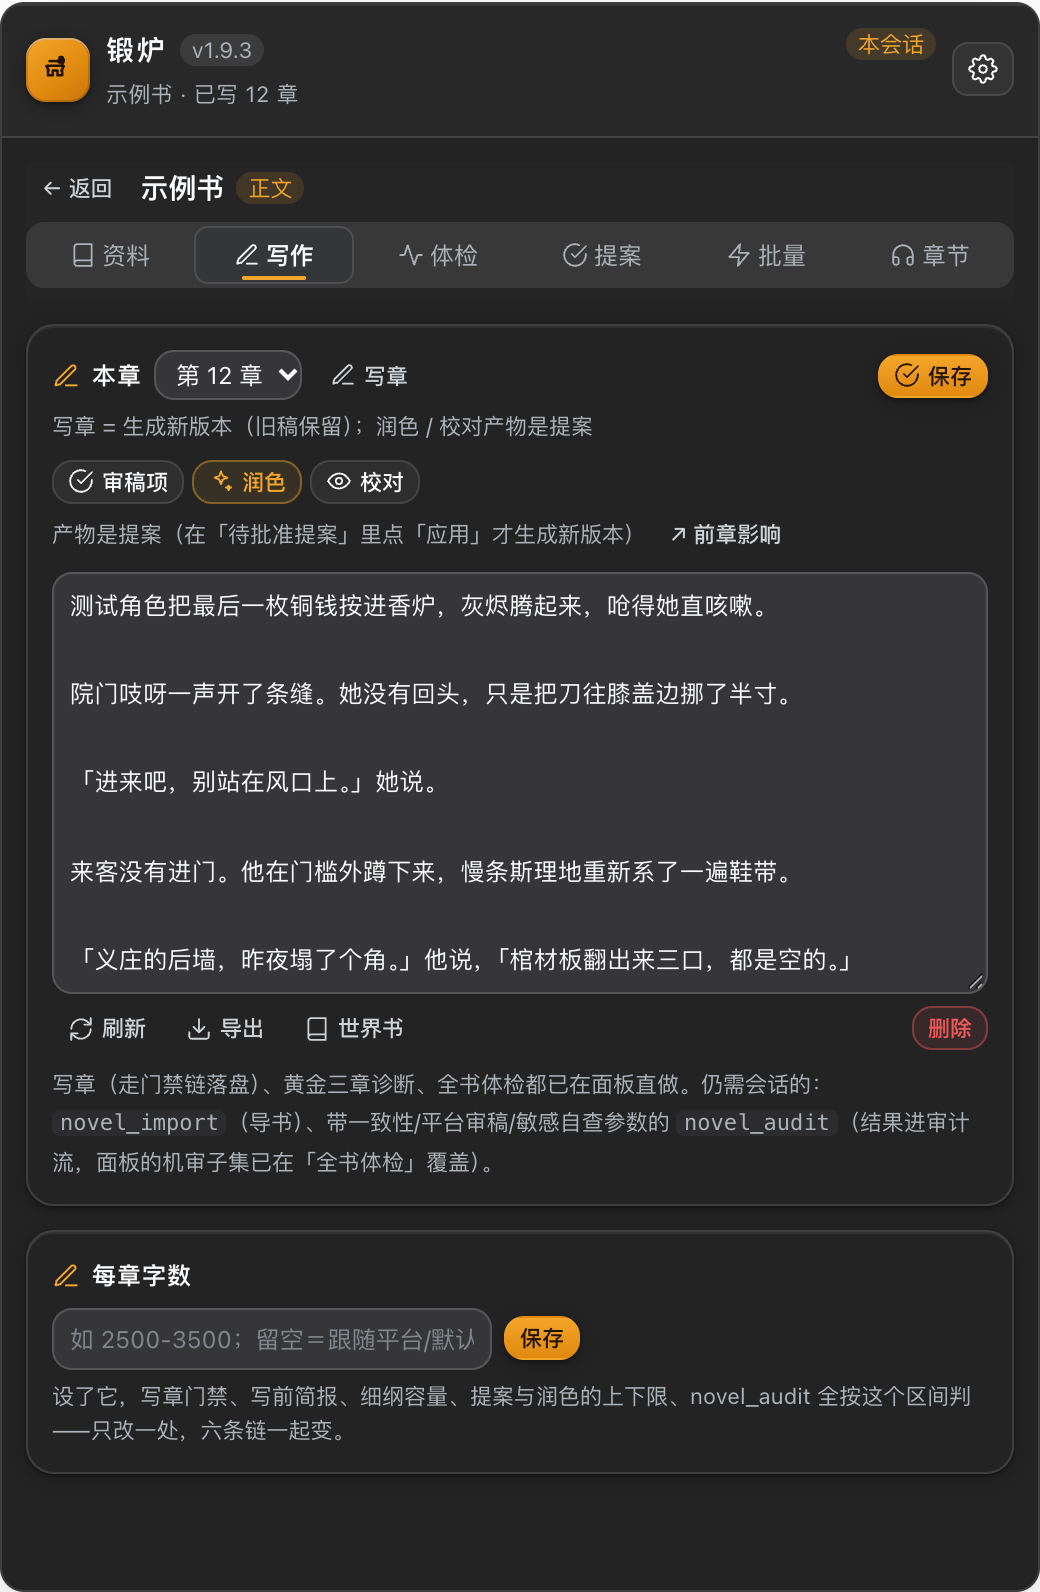 锻炉 v1.9.3
本会话
示例书 · 已写 12 章
返回 示例书 正文
资料 写作 体检 提案 批量 章节
本章 第 12 章 写章 保存
写章 = 生成新版本（旧稿保留）；润色 / 校对产物是提案
审稿项 润色 校对
产物是提案（在「待批准提案」里点「应用」才生成新版本） 前章影响
测试角色把最后一枚铜钱按进香炉，灰烬腾起来，呛得她直咳嗽。
院门吱呀一声开了条缝。她没有回头，只是把刀往膝盖边挪了半寸。
「进来吧，别站在风口上。」她说。
来客没有进门。他在门槛外蹲下来，慢条斯理地重新系了一遍鞋带。
「义庄的后墙，昨夜塌了个角。」他说，「棺材板翻出来三口，都是空的。」
刷新 导出 世界书 删除
写章（走门禁链落盘）、黄金三章诊断、全书体检都已在面板直做。仍需会话的：
novel_import（导书）、带一致性/平台审稿/敏感自查参数的 novel_audit（结果进审计
流，面板的机审子集已在「全书体检」覆盖）。
每章字数
如 2500-3500；留空＝跟随平台/默认 保存
设了它，写章门禁、写前简报、细纲容量、提案与润色的上下限、novel_audit 全按这个区间判
——只改一处，六条链一起变。